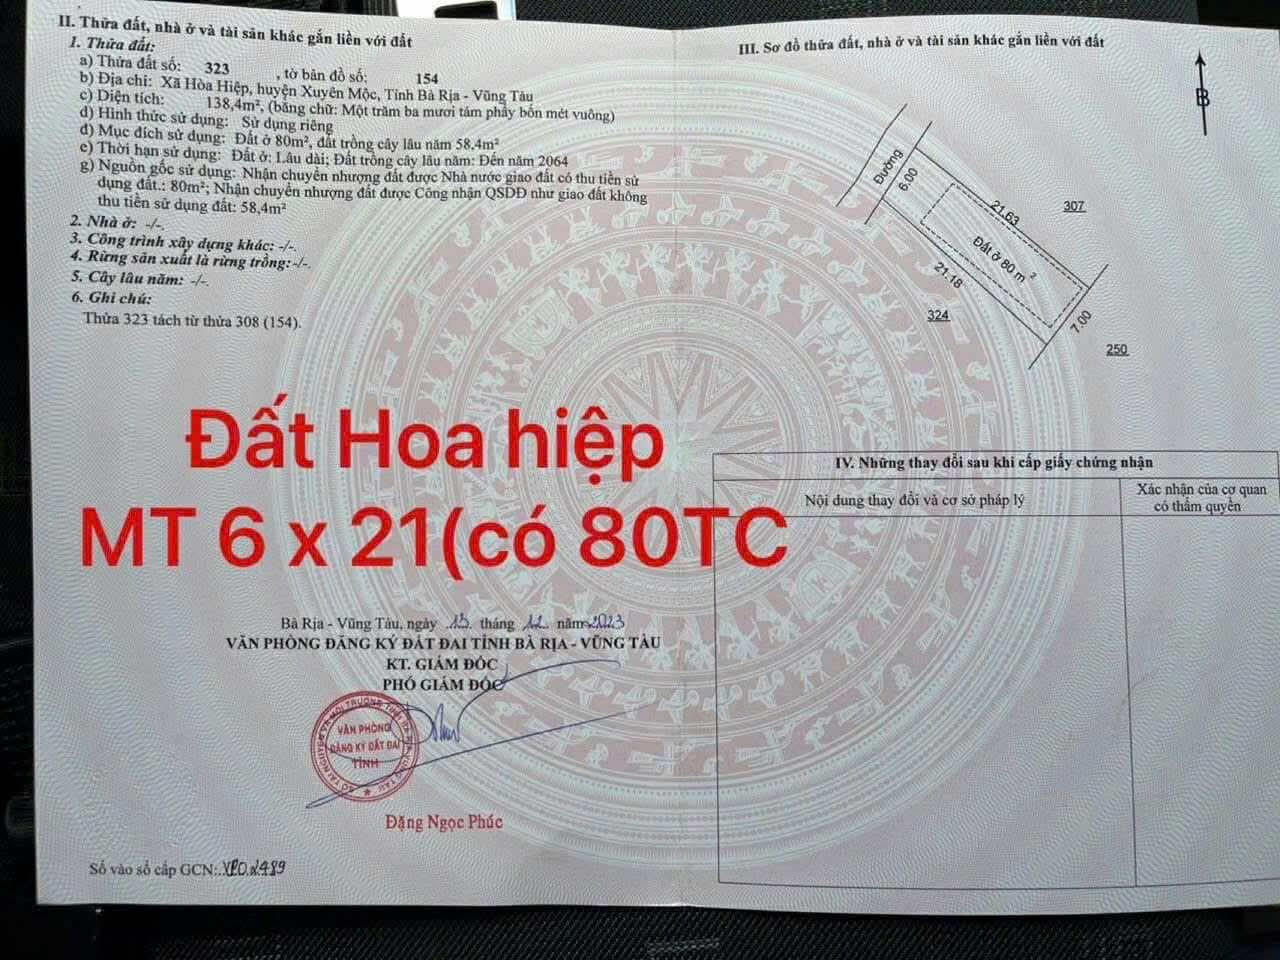 II. Thửa đất, nhà ở và tài sản khác gắn liền với đất
1. Thửa đất:
a) Thửa đất số: 323 , tờ bản đồ số: 154
b) Địa chỉ: Xã Hòa Hiệp, huyện Xuyên Mộc, Tỉnh Bà Rịa - Vũng Tàu
c) Diện tích: 138,4m², (bằng chữ: Một trăm ba mươi tám phẩy bốn mét vuông)
d) Hình thức sử dụng: Sử dụng riêng
đ) Mục đích sử dụng: Đất ở 80m², đất trồng cây lâu năm 58.4m²
e) Thời hạn sử dụng: Đất ở: Lâu dài; Đất trồng cây lâu năm: Đến năm 2064
g) Nguồn gốc sử dụng: Nhận chuyển nhượng đất được Nhà nước giao đất có thu tiền sử
dụng đất.: 80m²; Nhận chuyển nhượng đất được Công nhận QSDĐ như giao đất không
thu tiền sử dụng đất: 58,4m²
2. Nhà ở: -/-.
3. Công trình xây dựng khác: -/-.
4. Rừng sản xuất là rừng trồng:-/-.
5. Cây lâu năm: -/-.
6. Ghi chú:
Thửa 323 tách từ thửa 308 (154).
Đất Hoa hiệp
MT 6 x 21(có 80TC
Bà Rịa - Vũng Tàu, ngày 13 tháng 12 năm 2023
VĂN PHÒNG ĐĂNG KÝ ĐẤT ĐAI TỈNH BÀ RỊA - VŨNG TÀU
KT. GIÁM ĐỐC
PHÓ GIÁM ĐỐC
VĂN PHÒNG
ĐĂNG KÝ ĐẤT ĐAI
TỈNH
Đặng Ngọc Phúc
Số vào sổ cấp GCN:
III. Sơ đồ thửa đất, nhà ở và tài sản khác gắn liền với đất
B
Đường
6.00
21.63
307
Đất ở 80 m²
21.18
324
7.00
250
IV. Những thay đổi sau khi cấp giấy chứng nhận
Nội dung thay đổi và cơ sở pháp lý
Xác nhận của cơ quan
có thẩm quyền